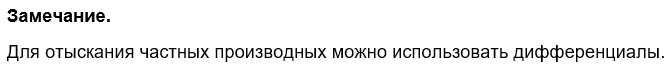 Замечание.
Для отыскания частных производных можно использовать дифференциалы.